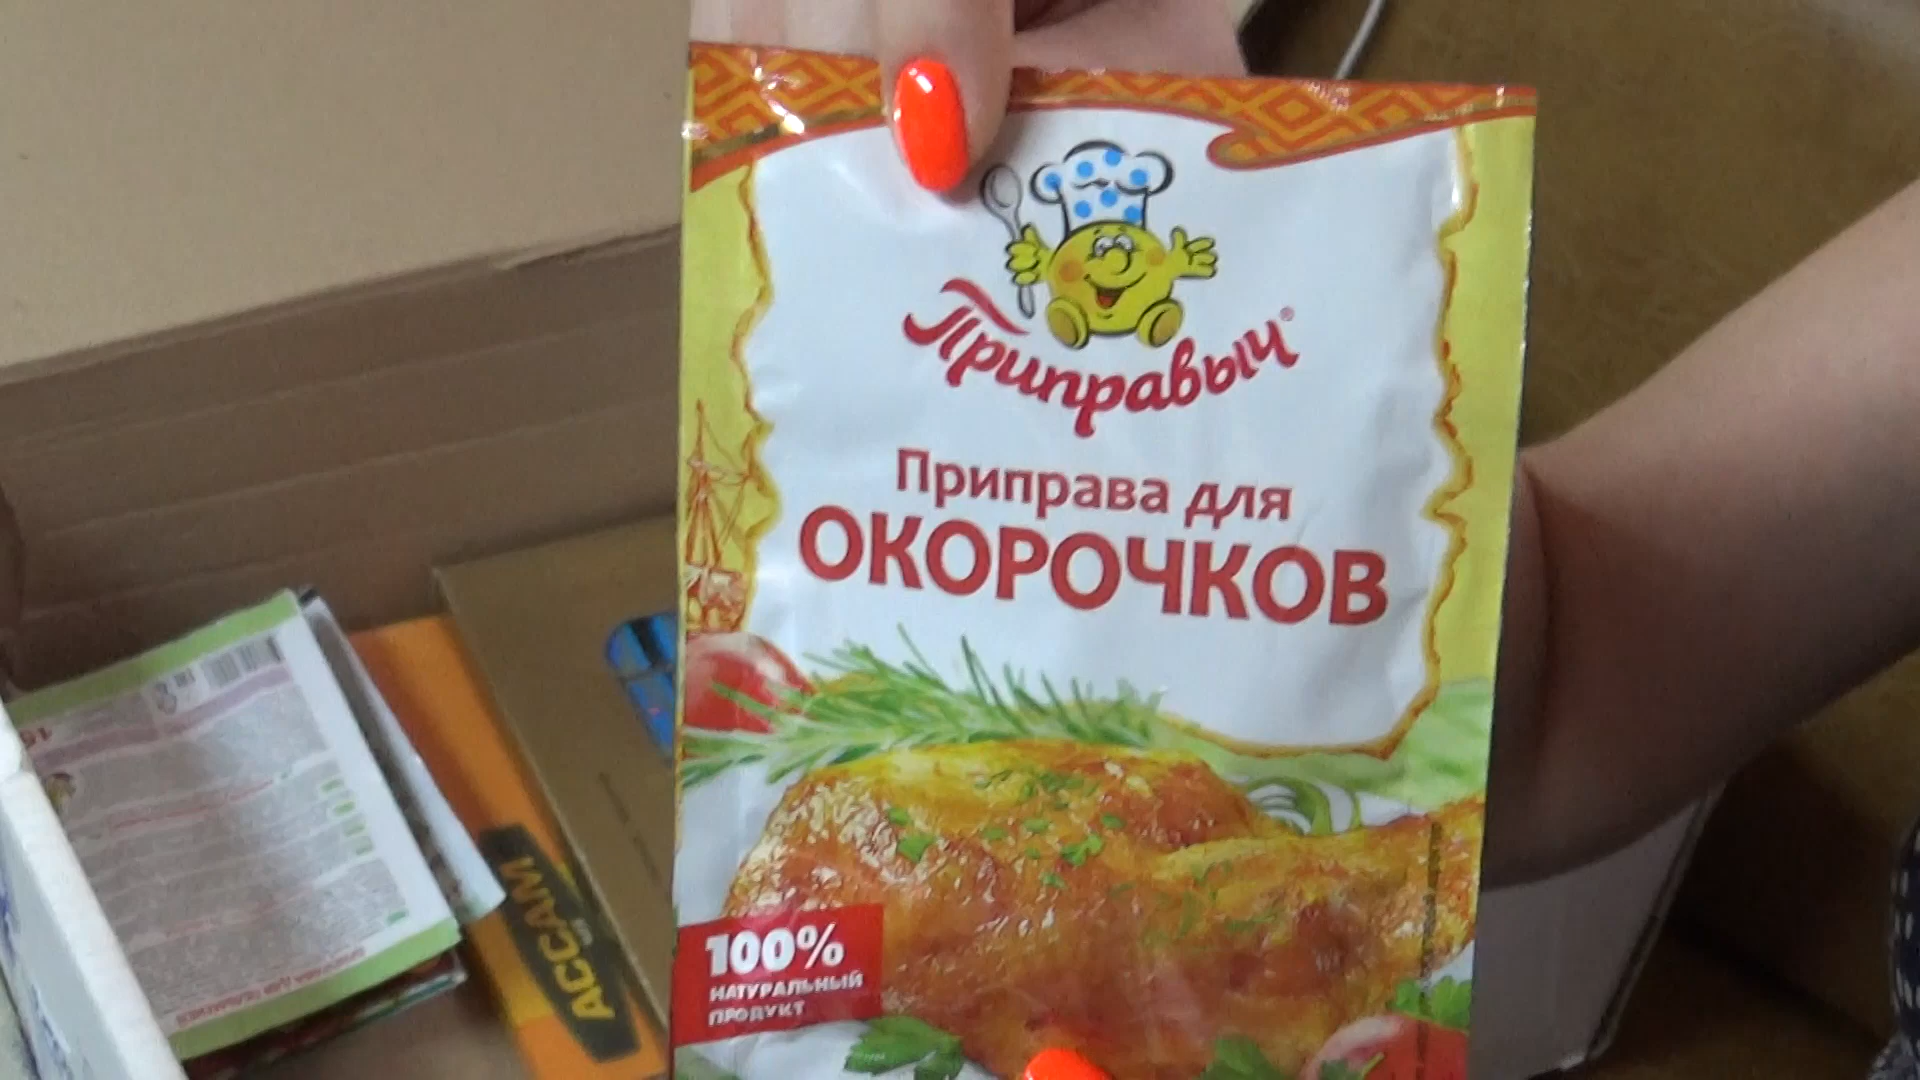 Приправыч®
Приправа для
ОКОРОЧКОВ
100%
НАТУРАЛЬНЫЙ
ПРОДУКТ
АССАМ